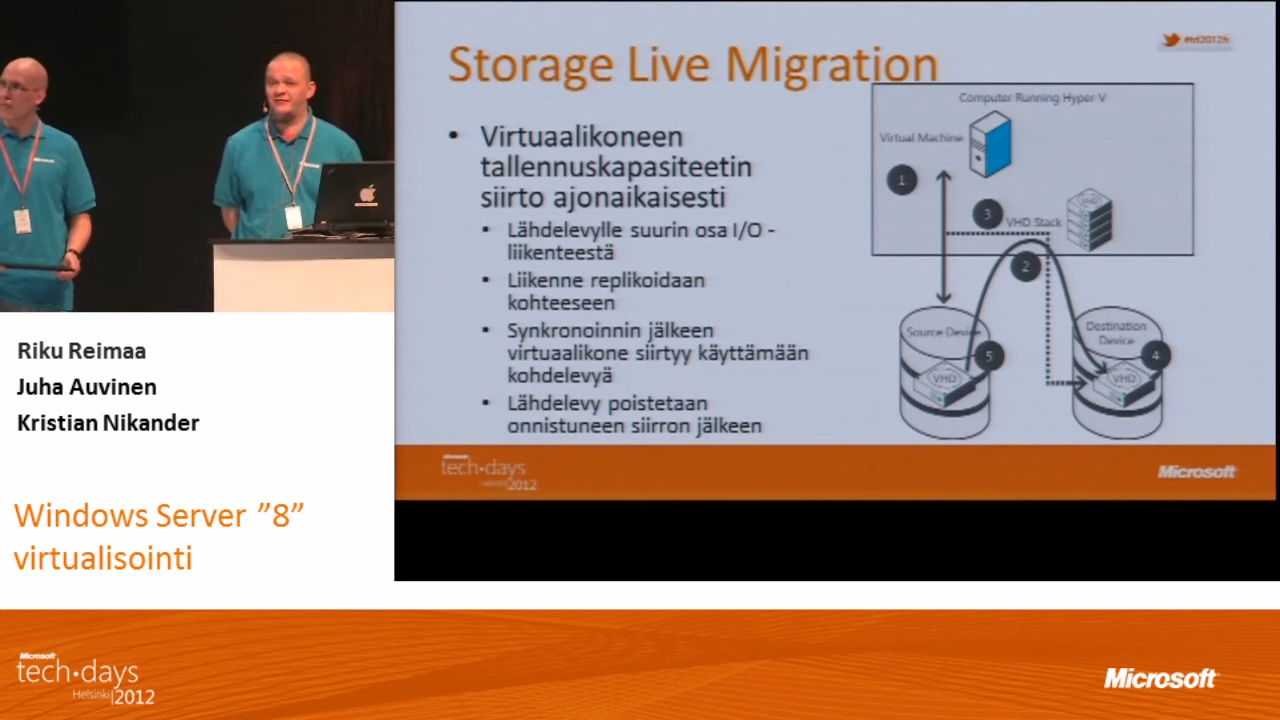 Storage Live Migration
#td2012fi
• Virtuaalikoneen
tallennuskapasiteetin
siirto ajonaikaisesti
• Lähdelevylle suurin osa I/O -
liikenteestä
• Liikenne replikoidaan
kohteeseen
• Synkronoinnin jälkeen
virtuaalikone siirtyy käyttämään
kohdelevyä
• Lähdelevy poistetaan
onnistuneen siirron jälkeen
Computer Running Hyper-V
Virtual Machine
1
3
VHD
VHD Stack
2
Source Device
Destination
Device
5
4
VHD
VHD
tech·days
Helsinki|2012
Microsoft
Riku Reimaa
Juha Auvinen
Kristian Nikander
Windows Server ”8”
virtualisointi
Microsoft
tech·days
Helsinki|2012
Microsoft